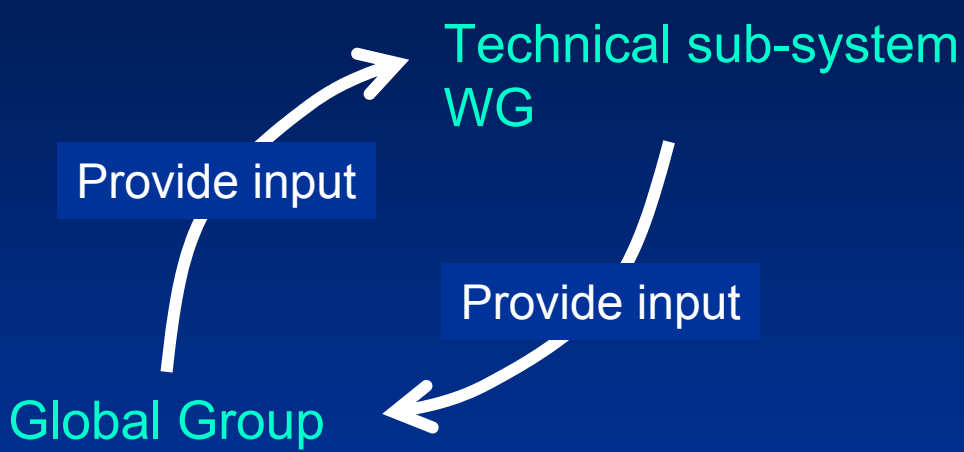 Technical sub-system
WG
Provide input
Provide input
Global Group